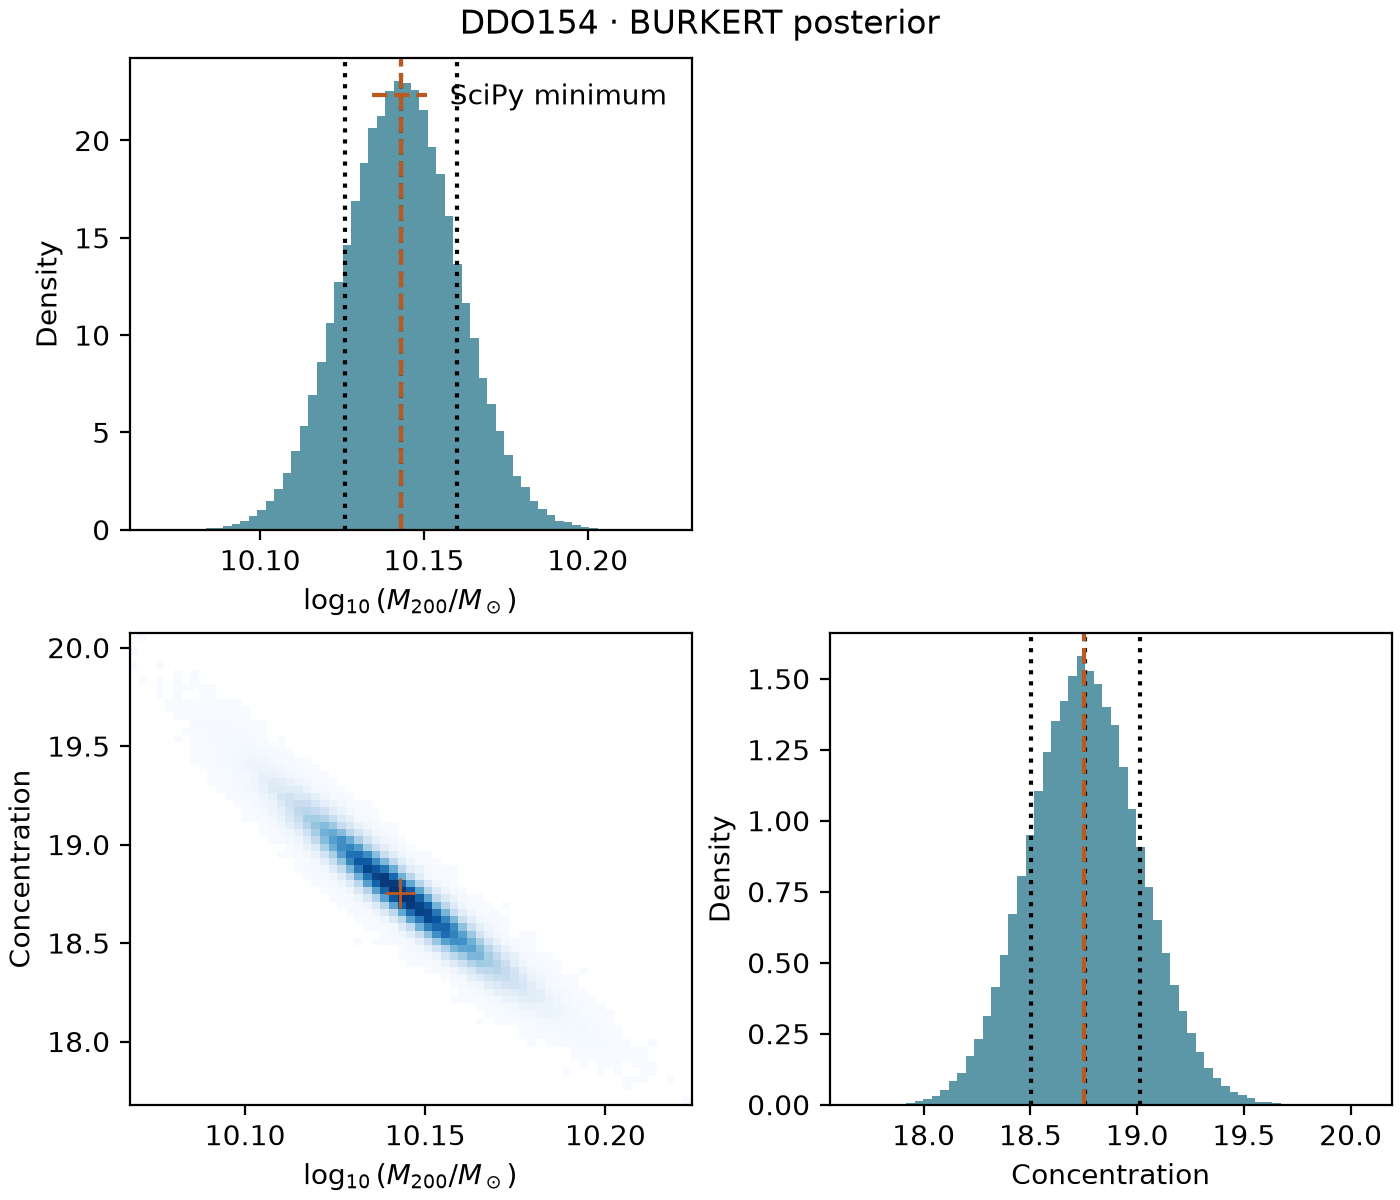 DDO154 · BURKERT posterior
SciPy minimum
Density
20
15
10
5
0
10.10 10.15 10.20
log₁₀ (M₂₀₀/M☉)
Concentration
20.0
19.5
19.0
18.5
18.0
10.10 10.15 10.20
log₁₀ (M₂₀₀/M☉)
Density
1.50
1.25
1.00
0.75
0.50
0.25
0.00
18.0 18.5 19.0 19.5 20.0
Concentration